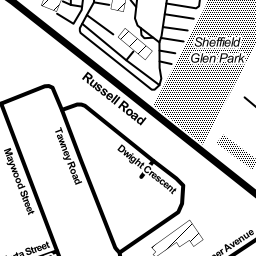 Sheffield
Glen Park
Russell Road
Dwight Crescent
Tawney Road
Maywood Street
Street
Avenue